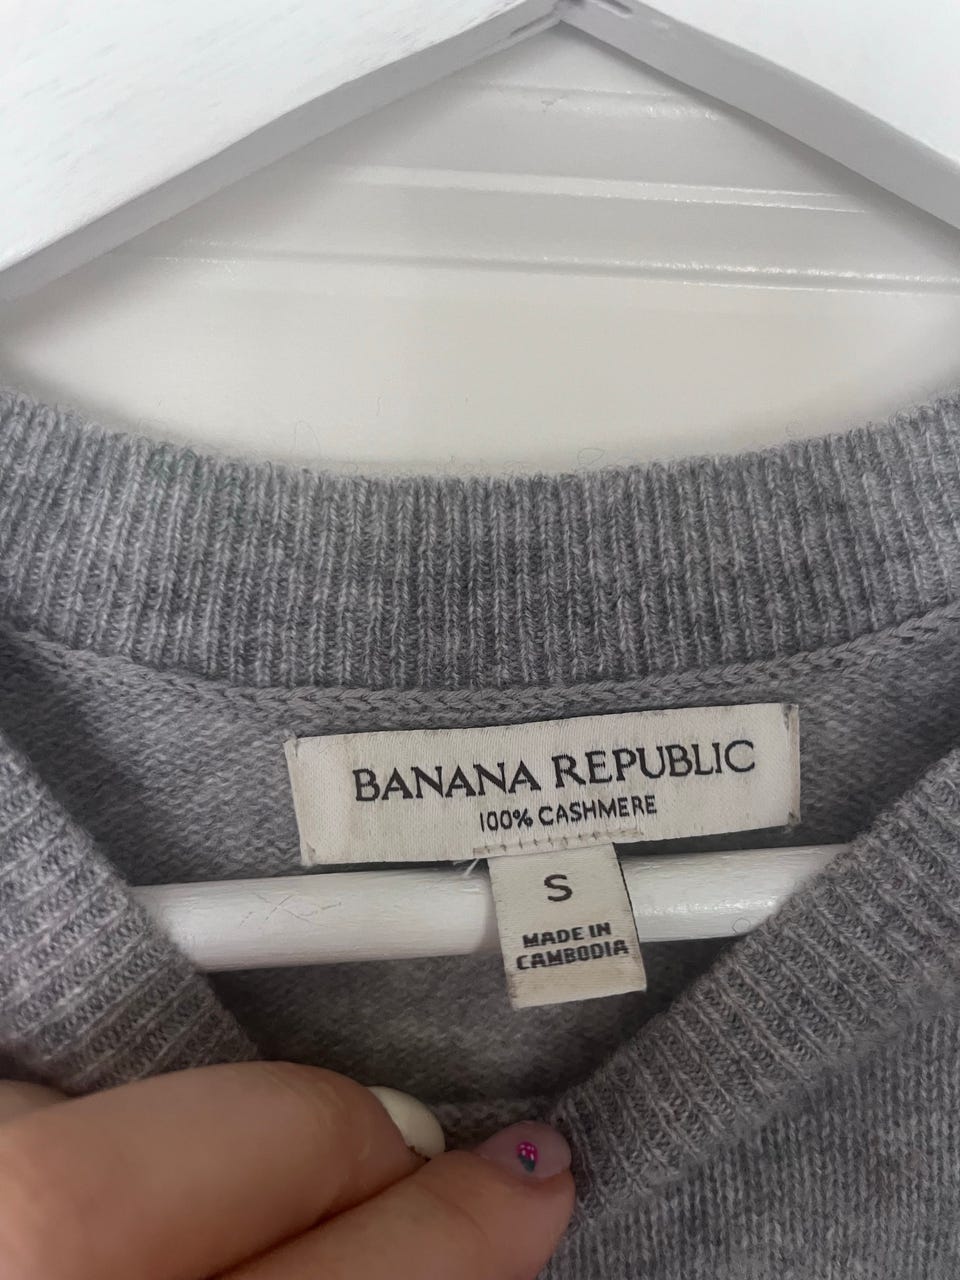 BANANA REPUBLIC
100% CASHMERE
S
MADE IN
CAMBODIA